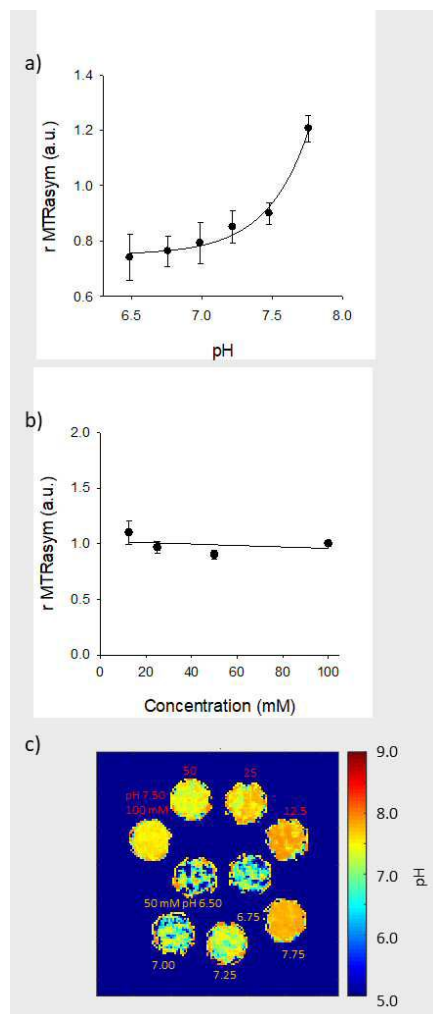 a)
r MTRasym (a.u.)
1.4
1.2
1.0
0.8
0.6
6.5 7.0 7.5 8.0
pH
b)
r MTRasym (a.u.)
2.0
1.5
1.0
0.5
0.0
0 20 40 60 80 100
Concentration (mM)
c)
50 25
pH 7.50
100 mM
12.5
50 mM pH 6.50
6.75
7.00
7.25
7.75
9.0
8.0
7.0
6.0
5.0
pH